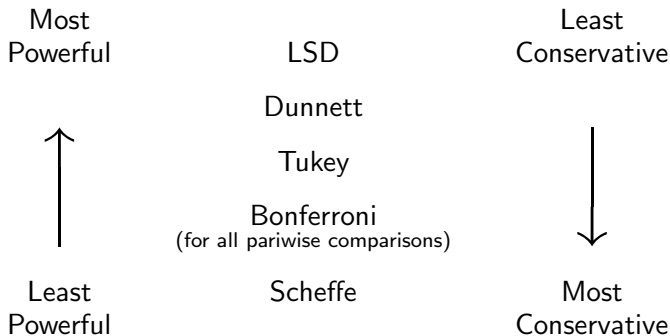 Most
Powerful
LSD
Least
Conservative
Dunnett
Tukey
Bonferroni
(for all pariwise comparisons)
Least
Powerful
Scheffe
Most
Conservative